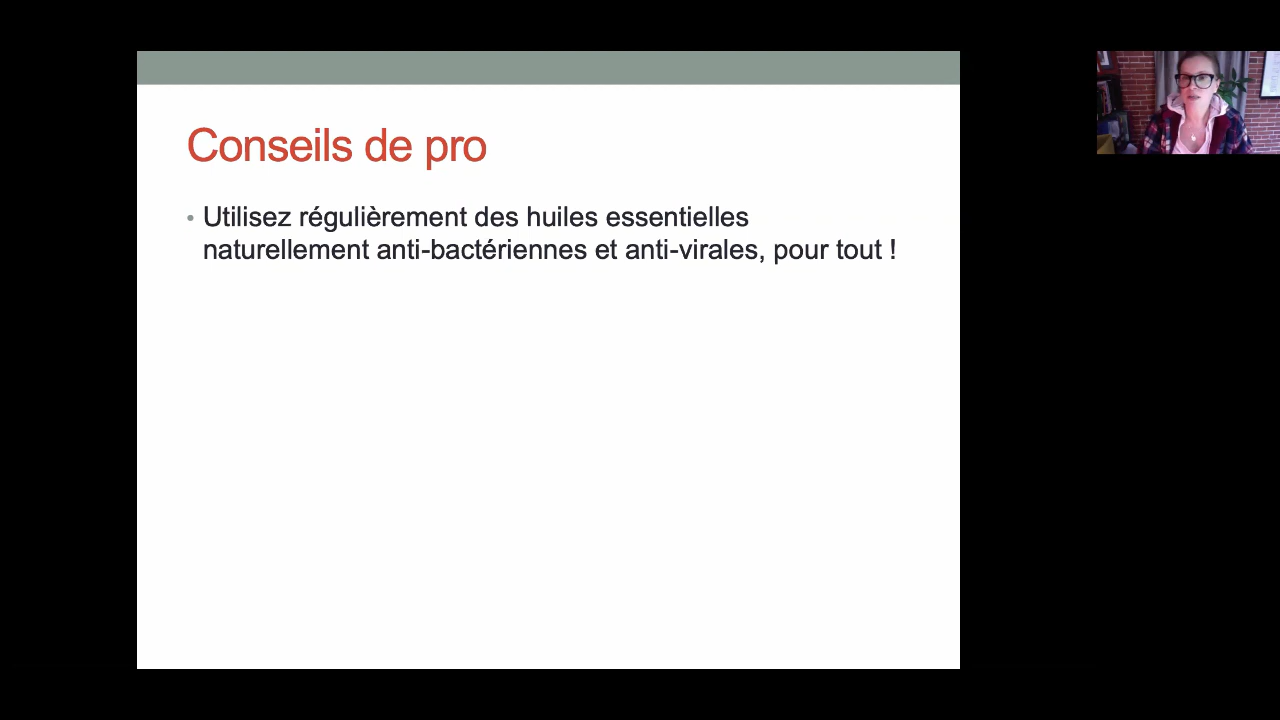 Conseils de pro
• Utilisez régulièrement des huiles essentielles
naturellement anti-bactériennes et anti-virales, pour tout !